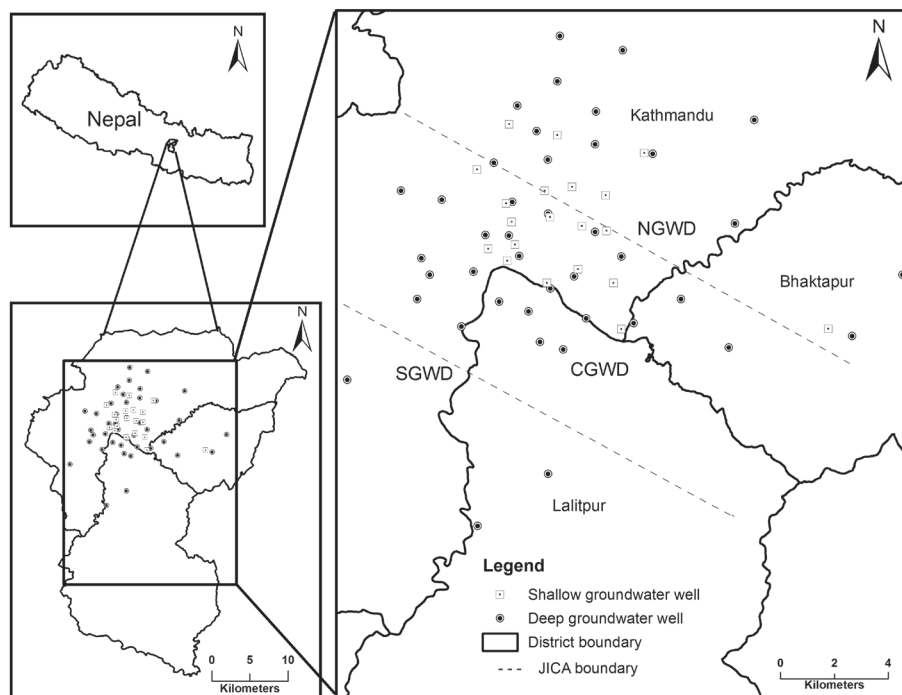 N
Nepal
N
0 5 10
Kilometers
N
Kathmandu
NGWD
Bhaktapur
SGWD
CGWD
Lalitpur
Legend
Shallow groundwater well
Deep groundwater well
District boundary
JICA boundary
0 2 4
Kilometers